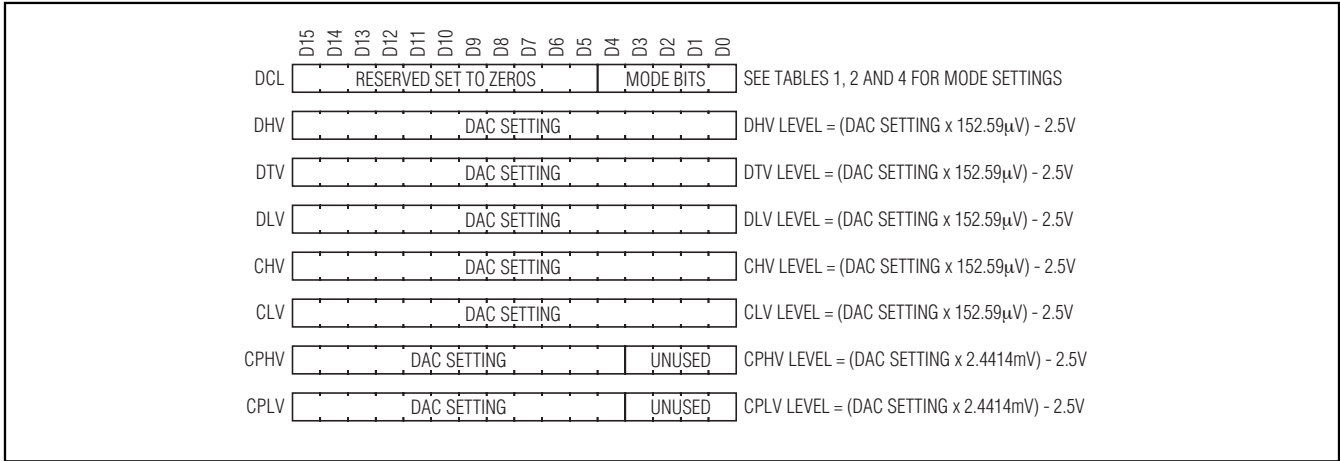 D15 D14 D13 D12 D11 D10 D9 D8 D7 D6 D5 D4 D3 D2 D1 D0
DCL RESERVED SET TO ZEROS MODE BITS SEE TABLES 1, 2 AND 4 FOR MODE SETTINGS
DHV DAC SETTING DHV LEVEL = (DAC SETTING x 152.59μV) - 2.5V
DTV DAC SETTING DTV LEVEL = (DAC SETTING x 152.59μV) - 2.5V
DLV DAC SETTING DLV LEVEL = (DAC SETTING x 152.59μV) - 2.5V
CHV DAC SETTING CHV LEVEL = (DAC SETTING x 152.59μV) - 2.5V
CLV DAC SETTING CLV LEVEL = (DAC SETTING x 152.59μV) - 2.5V
CPHV DAC SETTING UNUSED CPHV LEVEL = (DAC SETTING x 2.4414mV) - 2.5V
CPLV DAC SETTING UNUSED CPLV LEVEL = (DAC SETTING x 2.4414mV) - 2.5V